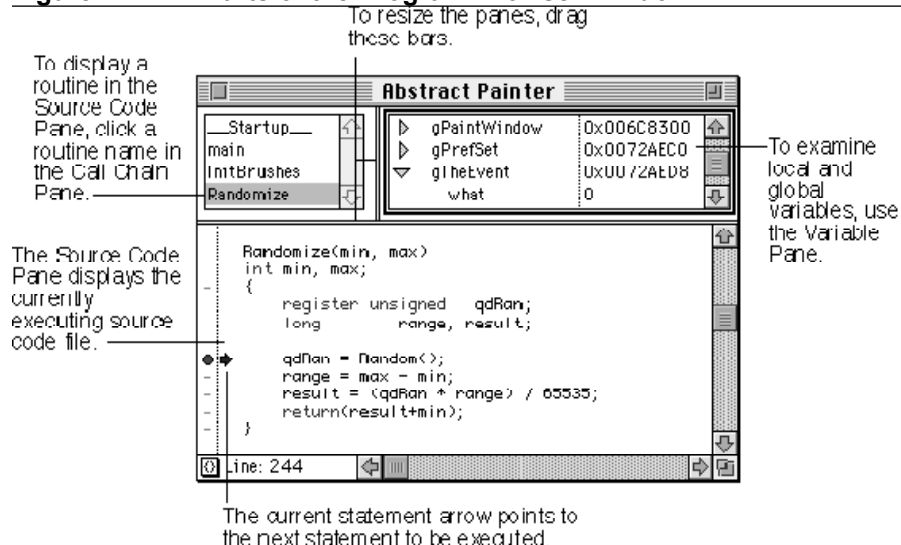 To resize the panes, drag
these bars.
To display a
routine in the
Source Code
Pane, click a
routine name in
the Call Chain
Pane.
Abstract Painter
__Startup__
main
InitBrushes
Randomize
gPaintWindow 0x006C8300
gPrefSet 0x0072AEC0
gTheEvent 0x0072AED8
what 0
To examine
local and
global
variables, use
the Variable
Pane.
The Source Code
Pane displays the
currently
executing source
code file.
Randomize(min, max)
int min, max;
{
register unsigned qdRan;
long range, result;
qdRan = Random();
range = max - min;
result = (qdRan * range) / 65535;
return(result+min);
}
Line: 244
The current statement arrow points to
the next statement to be executed